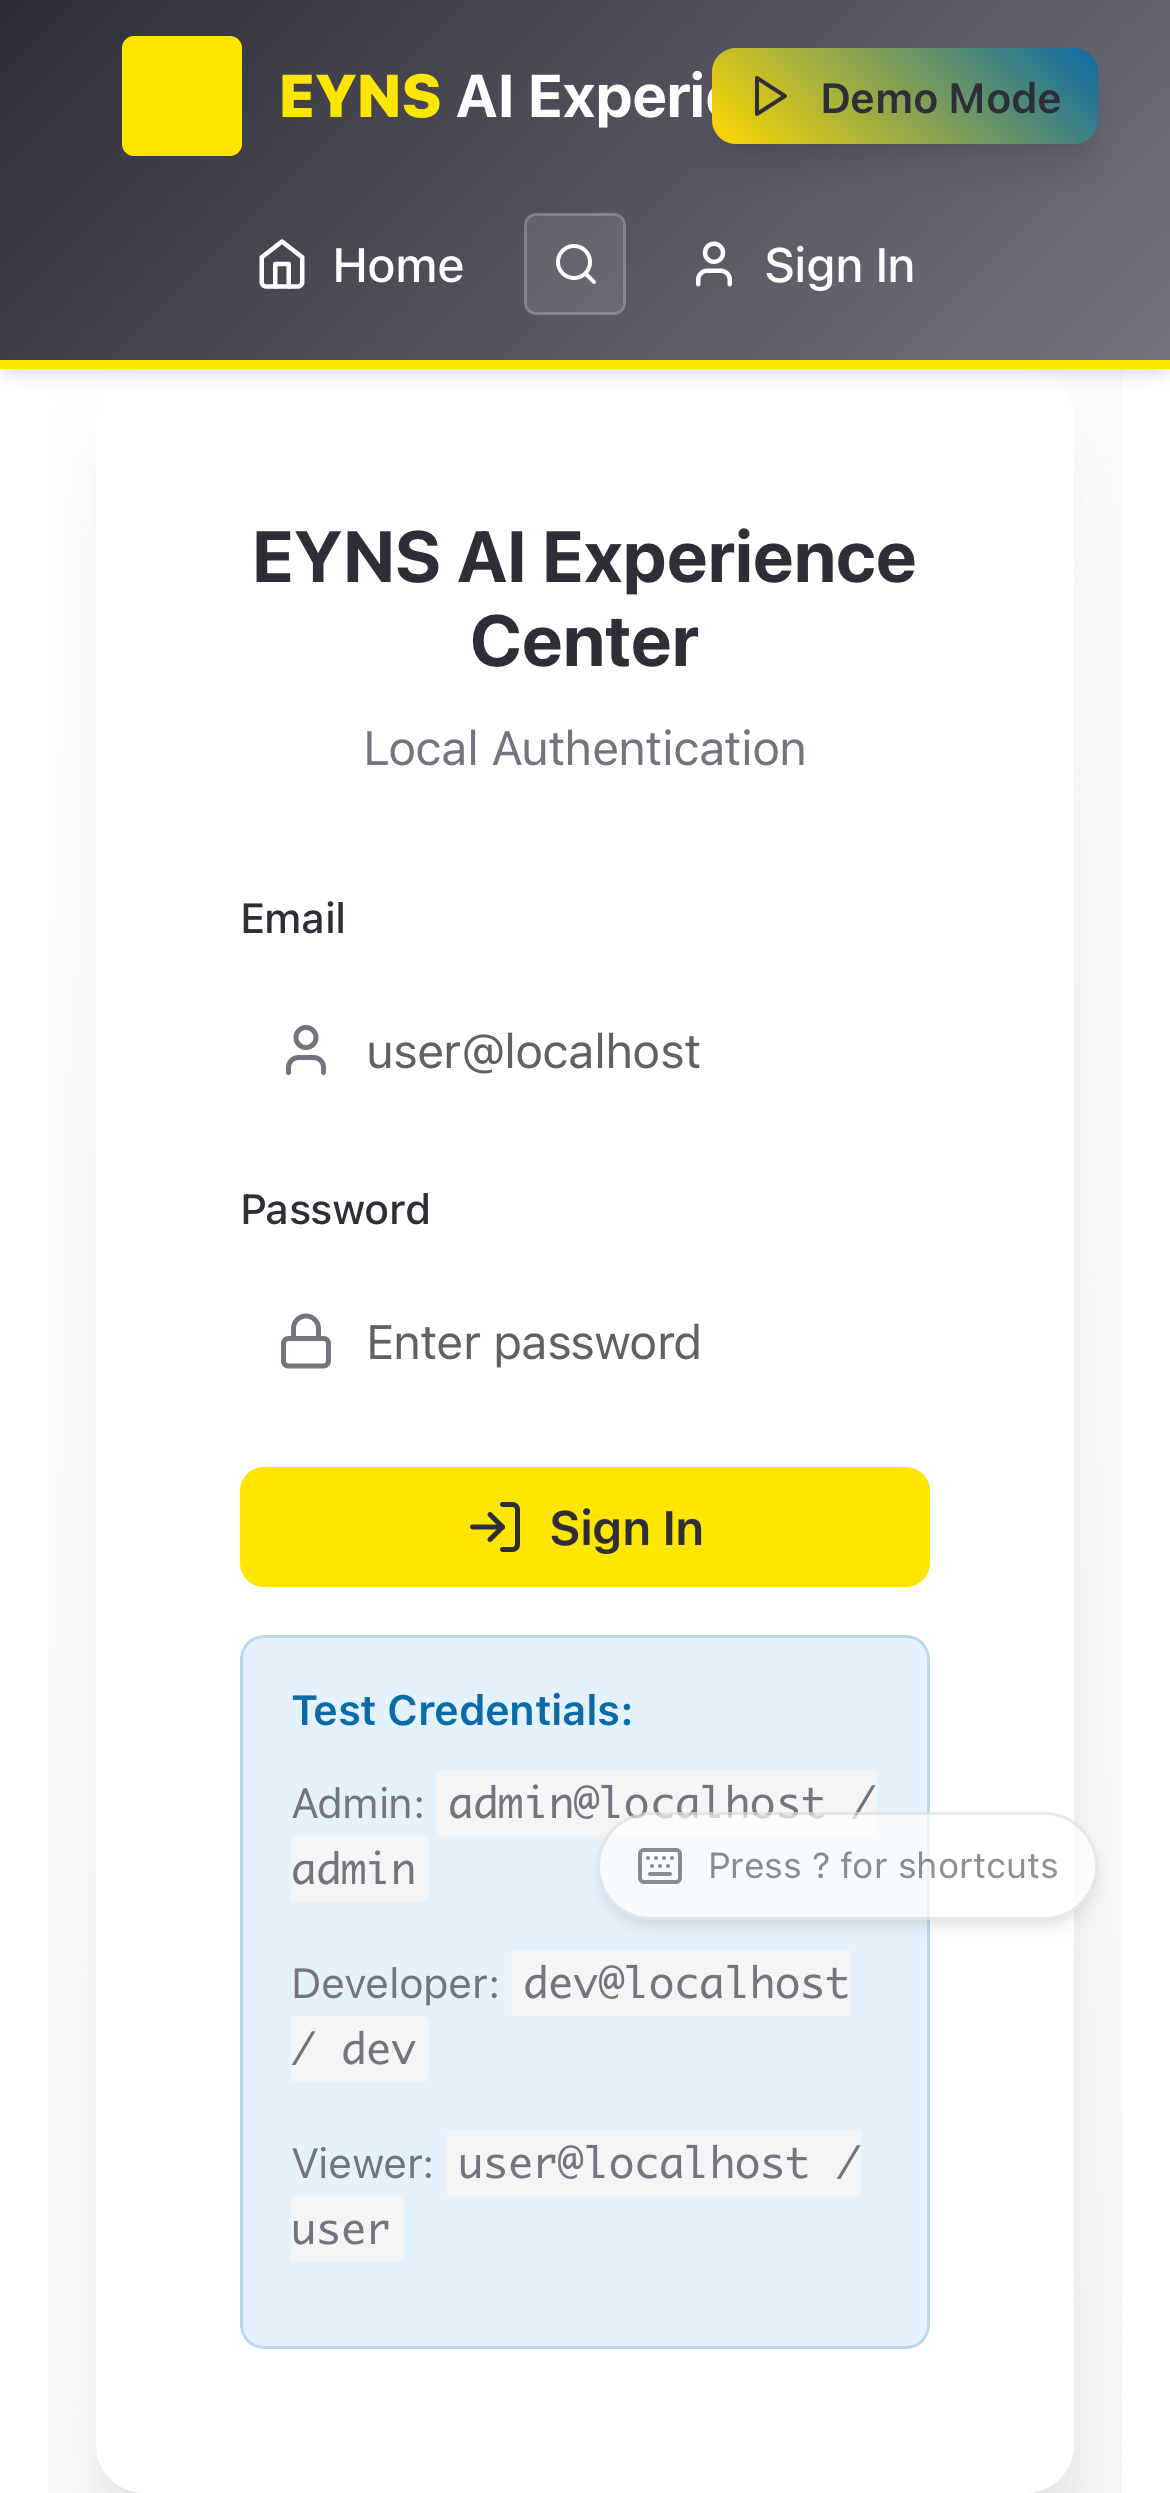 EYNS AI Experi
Demo Mode
Home
Sign In
EYNS AI Experience
Center
Local Authentication
Email
user@localhost
Password
Enter password
Sign In
Test Credentials:
Admin: admin@localhost /
admin
Press ? for shortcuts
Developer: dev@localhost
/ dev
Viewer: user@localhost /
user